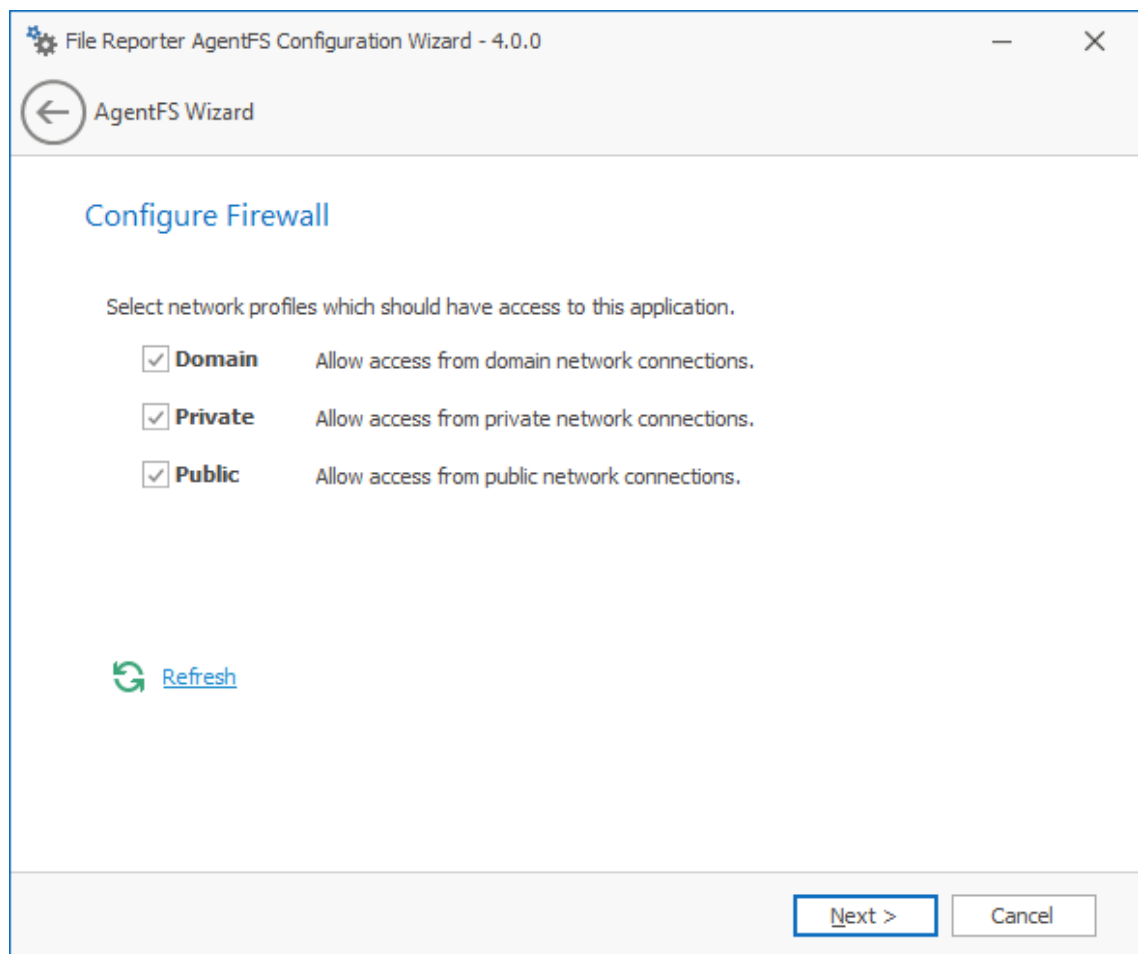 File Reporter AgentFS Configuration Wizard - 4.0.0
AgentFS Wizard
Configure Firewall
Select network profiles which should have access to this application.
Domain Allow access from domain network connections.
Private Allow access from private network connections.
Public Allow access from public network connections.
Refresh
Next > Cancel